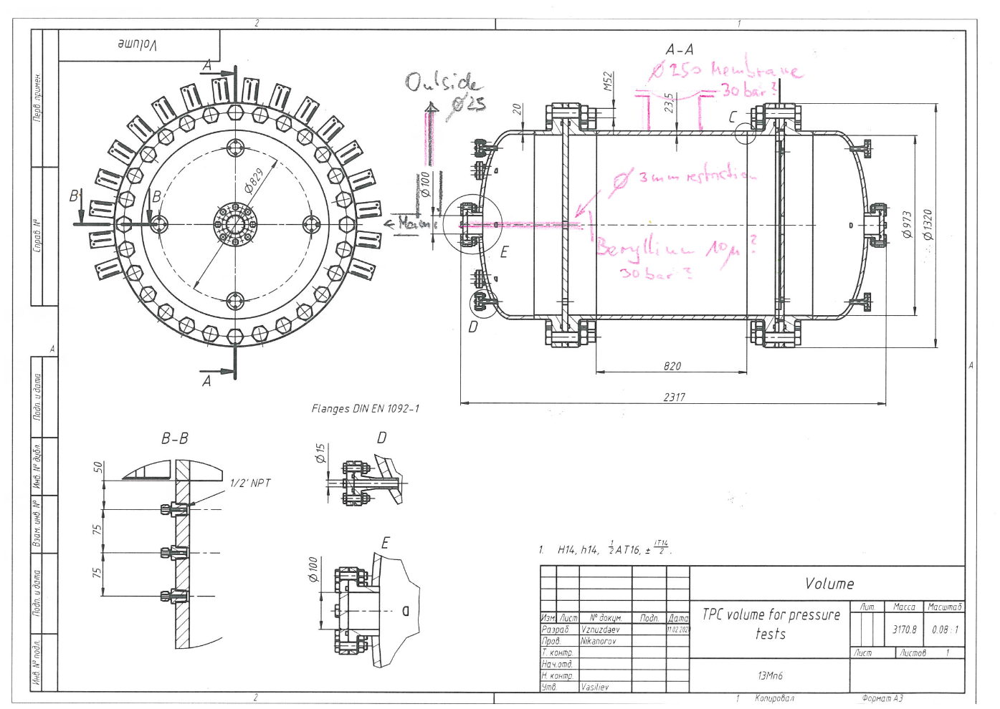 2
1
Volume
A
A-A
Ø 250 Membrane
30 bar ?
Outside
Ø25
M52
23.5
20
C
Перв. примен.
Справ. №
Ø829
B
B
Ø100
Ø 3mm restriction
E
Beryllium 10µ ?
30 bar ?
Ø973
Ø1320
D
A
A
820
2317
A
A
Flanges DIN EN 1092-1
B-B
D
50
1/2' NPT
75
75
Ø15
E
Ø100
Подп. и дата
Инв. № дубл.
Взам. инв. №
Подп. и дата
Инв. № подл.
1. H14, h14, 1/2 AT16, ± IT14/2.
Volume
Изм. Лист № докум. Подп. Дата
Разраб. Vznuzdaev
Пров. Nikanorov
Т. контр.
Нач.отд.
Н. контр.
Утв. Vasiliev
TPC volume for pressure
tests
Лит. Масса Масштаб
3170.8 0.08 : 1
Лист Листов 1
13Mn6
2
1 Копировал Формат А3